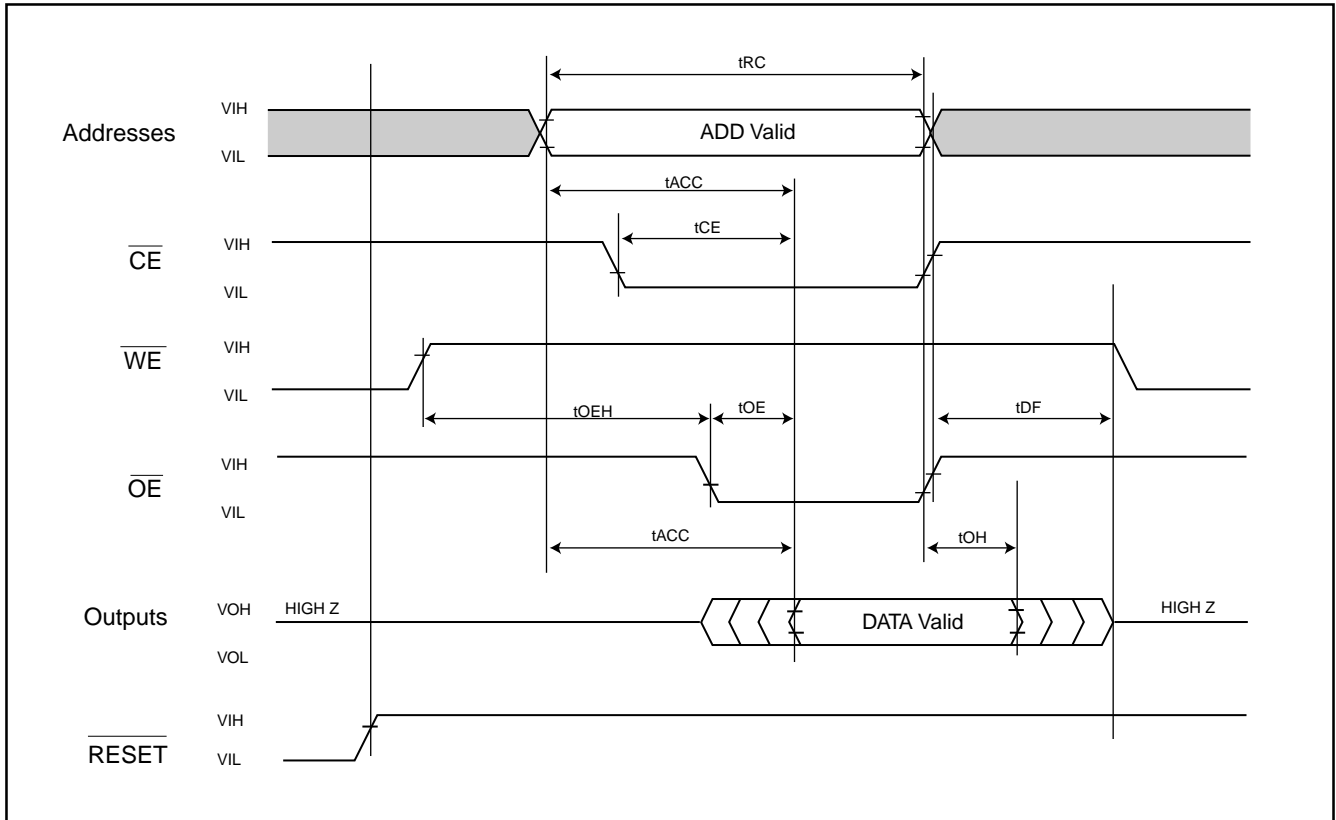 tRC
VIH
Addresses
ADD Valid
VIL
tACC
tCE
VIH
CE
VIL
VIH
WE
VIL
tOEH
tOE
tDF
VIH
OE
VIL
tACC
tOH
Outputs
VOH
HIGH Z
DATA Valid
HIGH Z
VOL
VIH
RESET
VIL